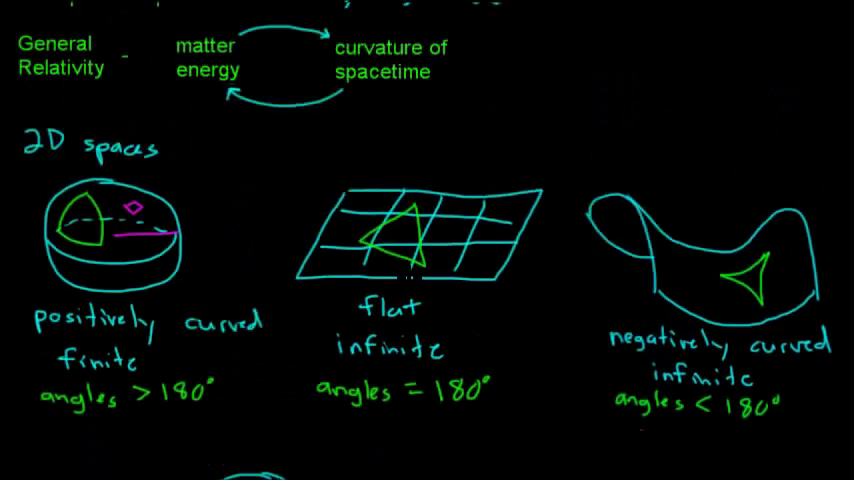 General Relativity - matter energy curvature of spacetime
2D spaces
positively curved
finite
angles > 180°
flat
infinite
angles = 180°
negatively curved
infinite
angles < 180°